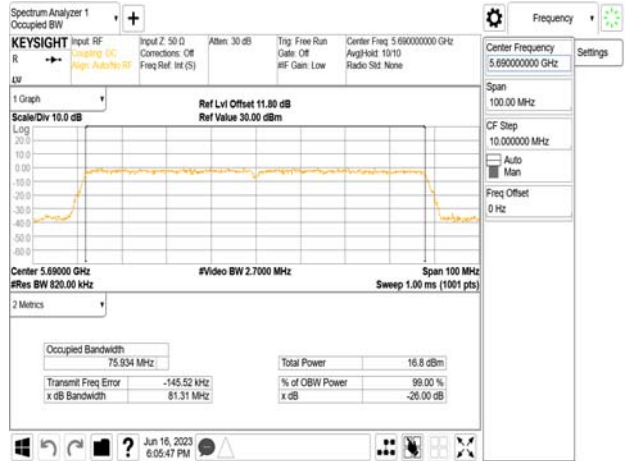 Spectrum Analyzer 1
Occupied BW
Frequency
KEYSIGHT
R
Input: RF
Coupling: DC
Align: Auto/No RF
Input Z: 50 Ω
Corrections: Off
Freq Ref: Int (S)
Atten: 30 dB
Trig: Free Run
Gate: Off
#IF Gain: Low
Center Freq: 5.690000000 GHz
Avg|Hold: 10/10
Radio Std: None
Center Frequency
5.690000000 GHz
Settings
Span
100.00 MHz
CF Step
10.000000 MHz
Auto
Man
Freq Offset
0 Hz
1 Graph
Scale/Div 10.0 dB
Ref Lvl Offset 11.80 dB
Ref Value 30.00 dBm
Log
20.0
10.0
0.00
-10.0
-20.0
-30.0
-40.0
-50.0
-60.0
Center 5.69000 GHz
#Res BW 820.00 kHz
#Video BW 2.7000 MHz
Span 100 MHz
Sweep 1.00 ms (1001 pts)
2 Metrics
Occupied Bandwidth
75.934 MHz
Total Power 16.8 dBm
Transmit Freq Error -145.52 kHz
% of OBW Power 99.00 %
x dB Bandwidth 81.31 MHz
x dB -26.00 dB
?
Jun 16, 2023
6:05:47 PM